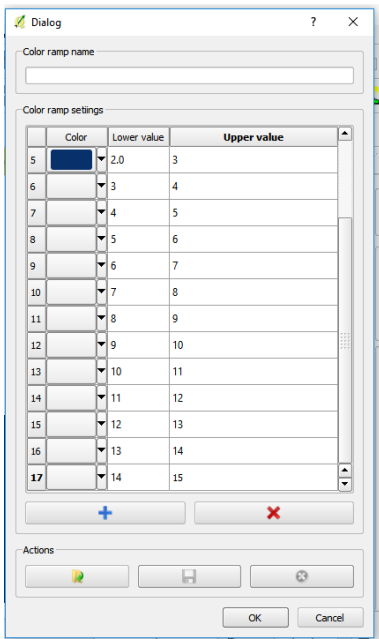 Dialog ?
Color ramp name
Color ramp settings
Color Lower value Upper value
5 2.0 3
6 3 4
7 4 5
8 5 6
9 6 7
10 7 8
11 8 9
12 9 10
13 10 11
14 11 12
15 12 13
16 13 14
17 14 15
Actions
OK Cancel